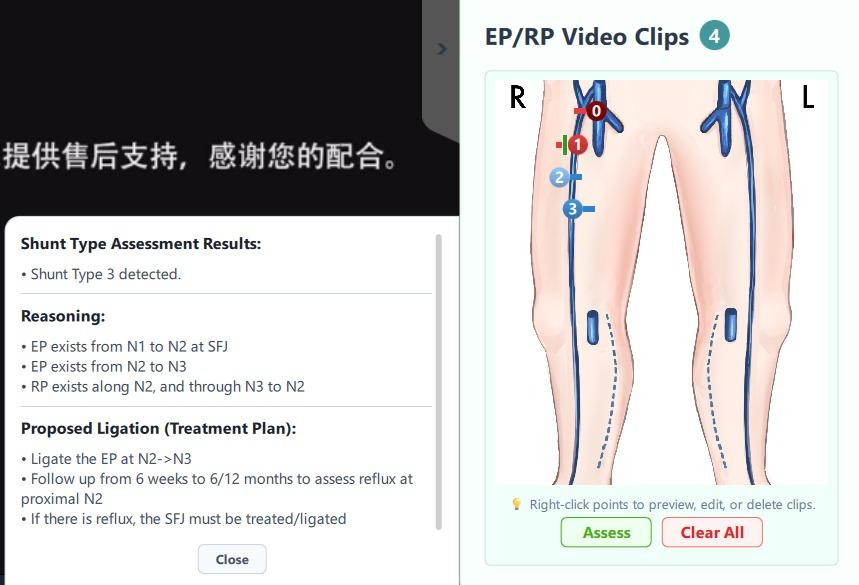 提供售后支持，感谢您的配合。
Shunt Type Assessment Results:
• Shunt Type 3 detected.
Reasoning:
• EP exists from N1 to N2 at SFJ
• EP exists from N2 to N3
• RP exists along N2, and through N3 to N2
Proposed Ligation (Treatment Plan):
• Ligate the EP at N2->N3
• Follow up from 6 weeks to 6/12 months to assess reflux at
proximal N2
• If there is reflux, the SFJ must be treated/ligated
Close
EP/RP Video Clips 4
R L
0
1
2
3
Right-click points to preview, edit, or delete clips.
Assess Clear All